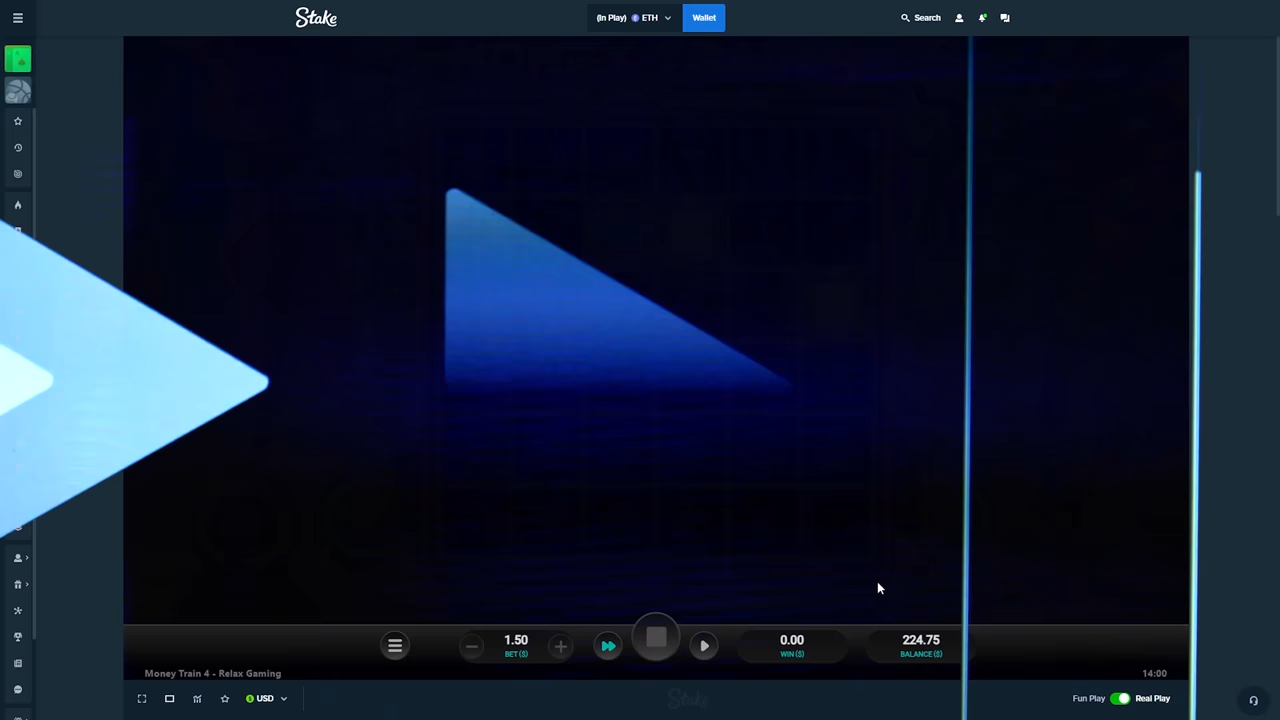 Stake
(In Play) ETH
Wallet
Search
1.50
BET ($)
0.00
WIN ($)
224.75
BALANCE ($)
Money Train 4 - Relax Gaming
14:00
USD
Stake
Fun Play
Real Play